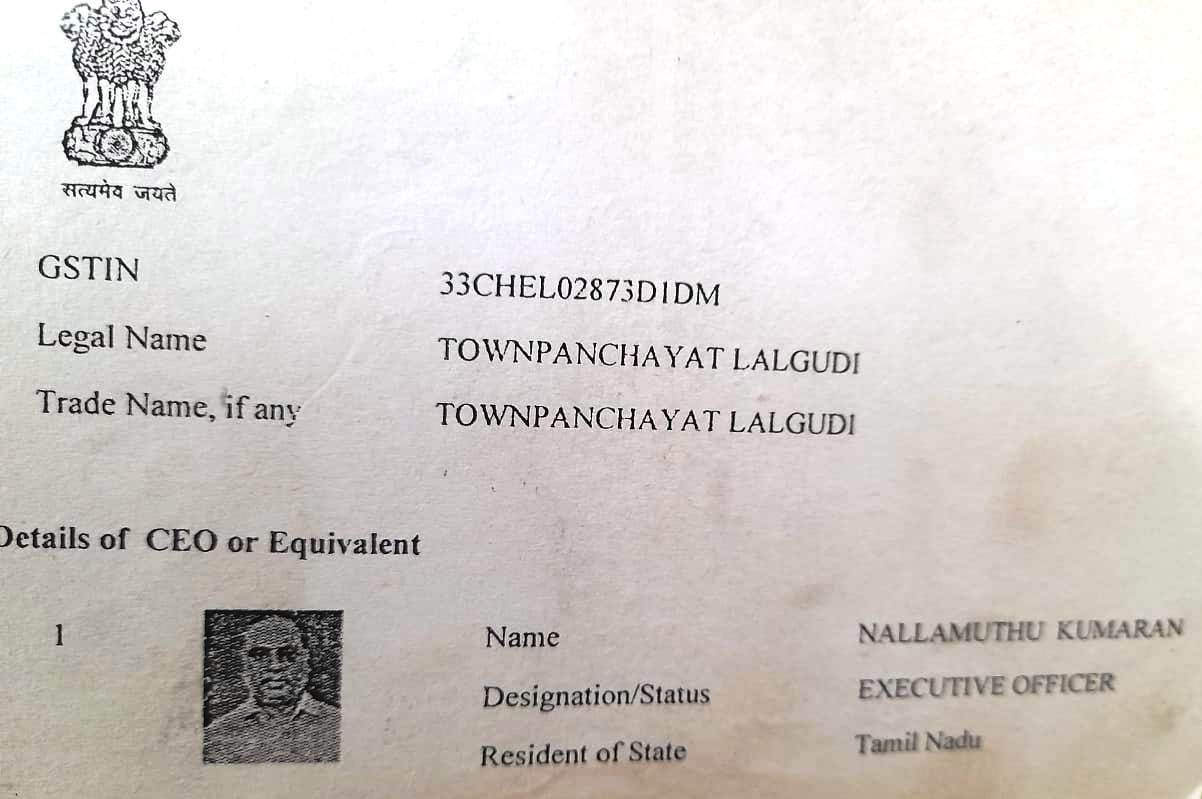 सत्यमेव जयते
GSTIN 33CHEL02873D1DM
Legal Name TOWNPANCHAYAT LALGUDI
Trade Name, if any TOWNPANCHAYAT LALGUDI
Details of CEO or Equivalent
1 Name NALLAMUTHU KUMARAN
Designation/Status EXECUTIVE OFFICER
Resident of State Tamil Nadu